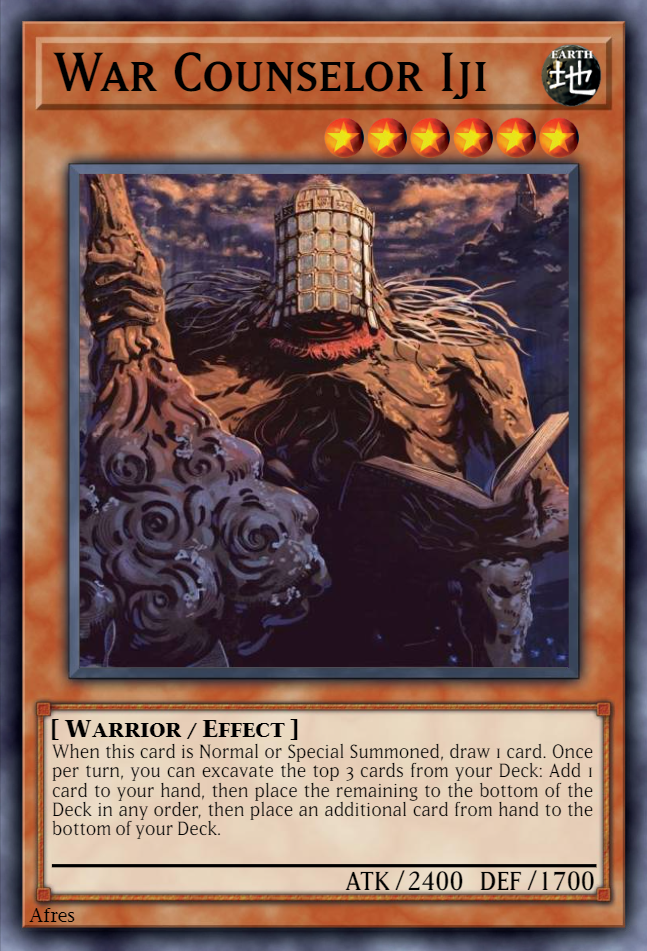 War Counselor Iji
EARTH
地
[ Warrior / Effect ]
When this card is Normal or Special Summoned, draw 1 card. Once
per turn, you can excavate the top 3 cards from your Deck: Add 1
card to your hand, then place the remaining to the bottom of the
Deck in any order, then place an additional card from hand to the
bottom of your Deck.
ATK / 2400 DEF / 1700
Afres